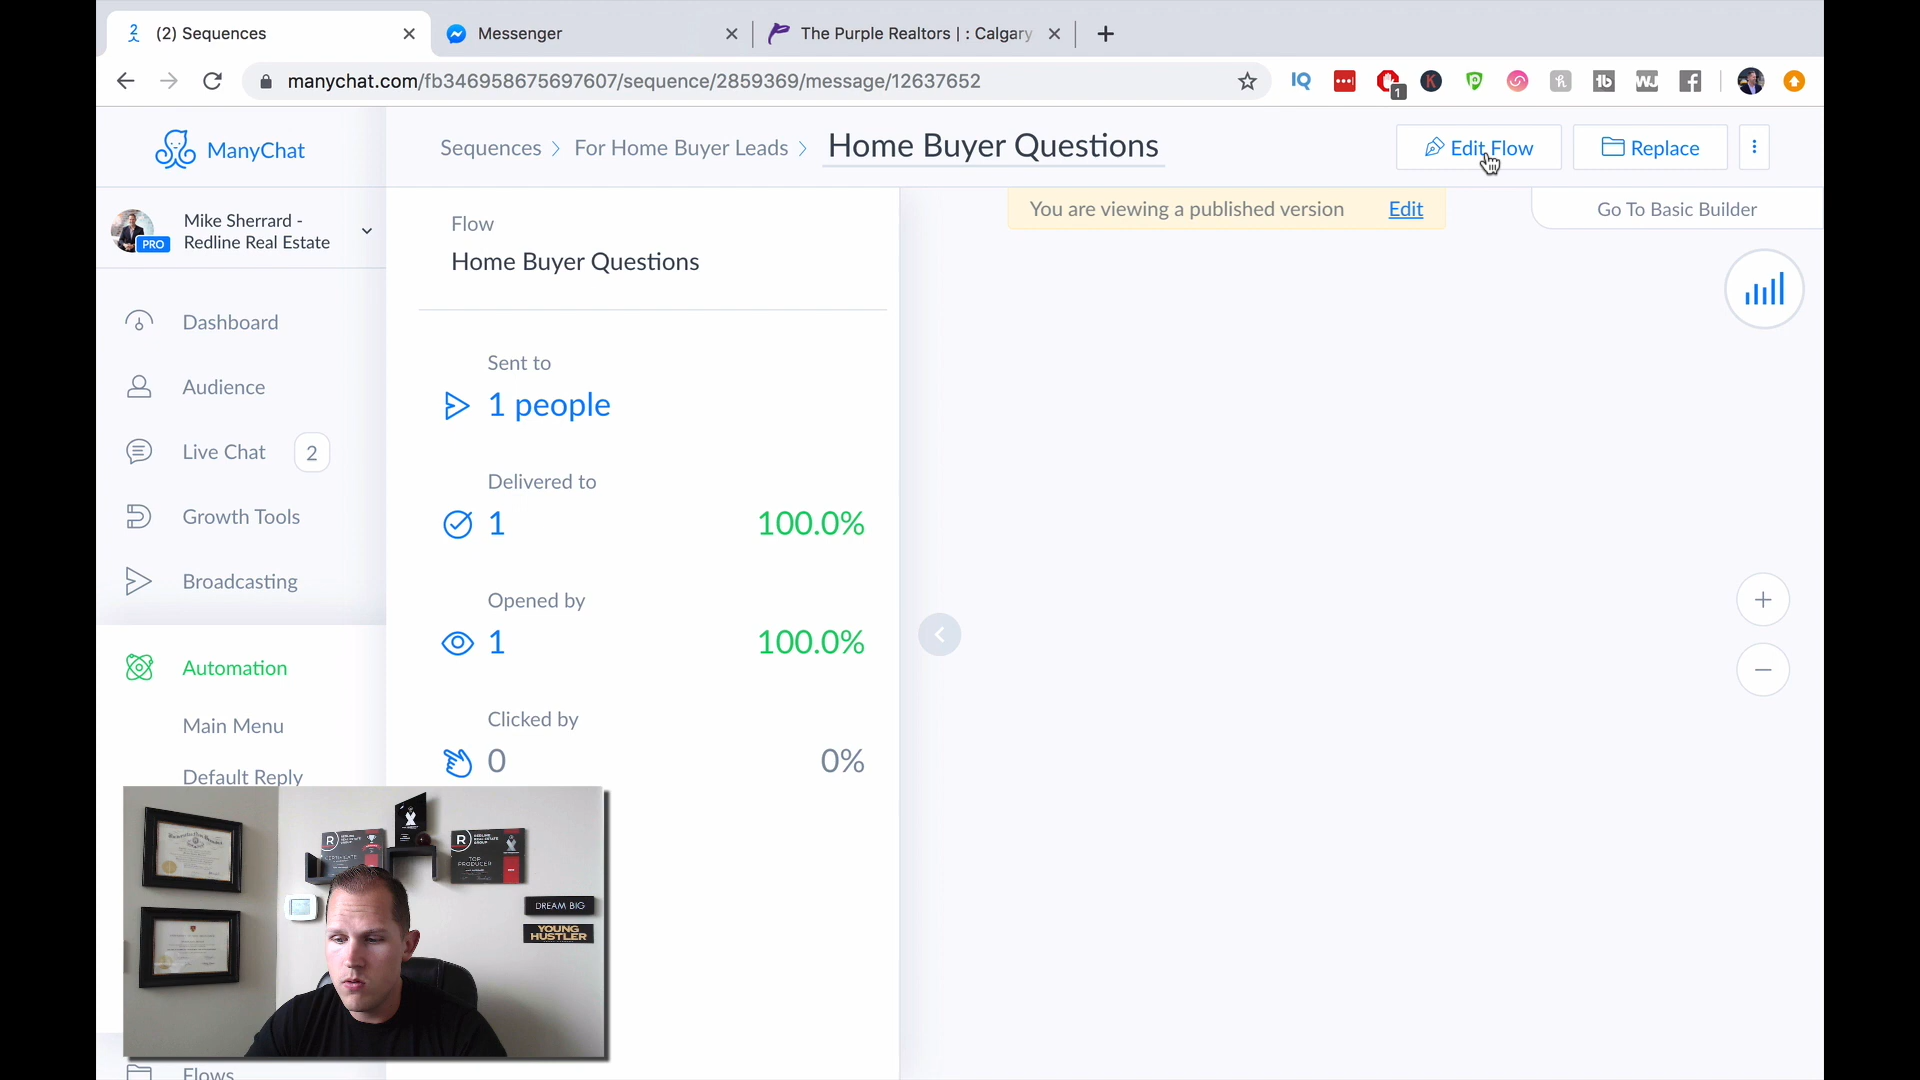 (2) Sequences
Messenger
The Purple Realtors | : Calgary
manychat.com/fb346958675697607/sequence/2859369/message/12637652
1
ManyChat
Sequences > For Home Buyer Leads > Home Buyer Questions
Edit Flow
Replace
Mike Sherrard -
Redline Real Estate
PRO
You are viewing a published version Edit
Go To Basic Builder
Dashboard
Audience
Live Chat 2
Growth Tools
Broadcasting
Automation
Main Menu
Default Reply
Flows
Flow
Home Buyer Questions
Sent to
1 people
Delivered to
1 100.0%
Opened by
1 100.0%
Clicked by
0 0%
TOP
PRODUCER
DREAM BIG
YOUNG
HUSTLER